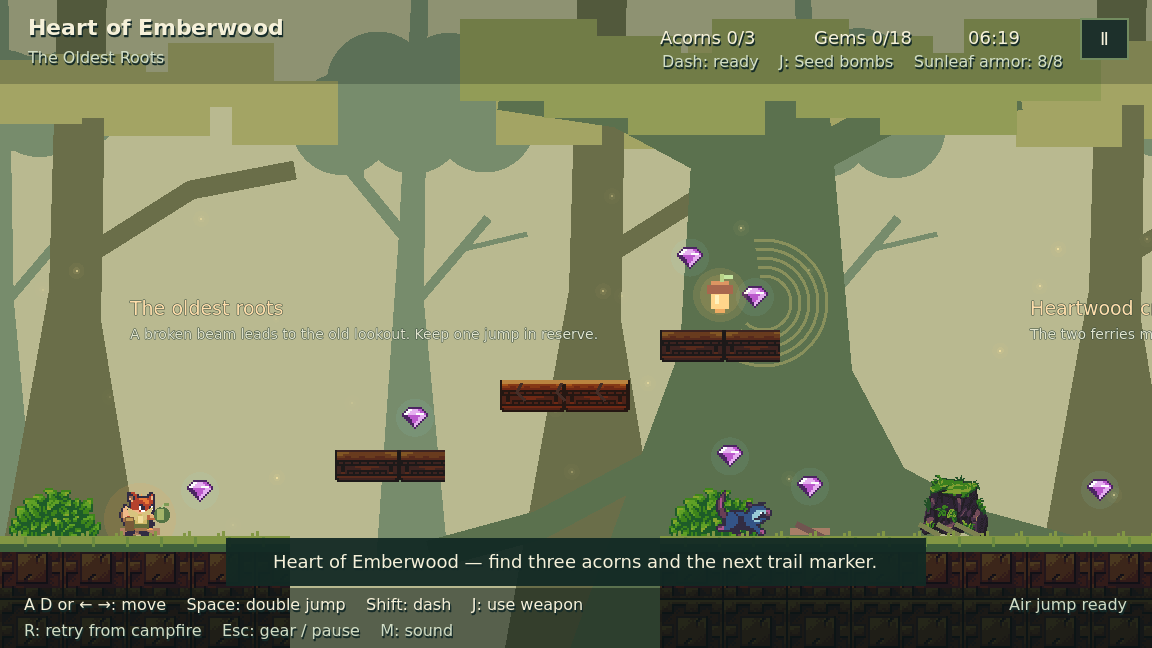 Heart of Emberwood
The Oldest Roots
Acorns 0/3 Gems 0/18 06:19 II
Dash: ready J: Seed bombs Sunleaf armor: 8/8
The oldest roots
A broken beam leads to the old lookout. Keep one jump in reserve.
Heartwood c
The two ferries m
Heart of Emberwood — find three acorns and the next trail marker.
A D or ← →: move Space: double jump Shift: dash J: use weapon
R: retry from campfire Esc: gear / pause M: sound
Air jump ready